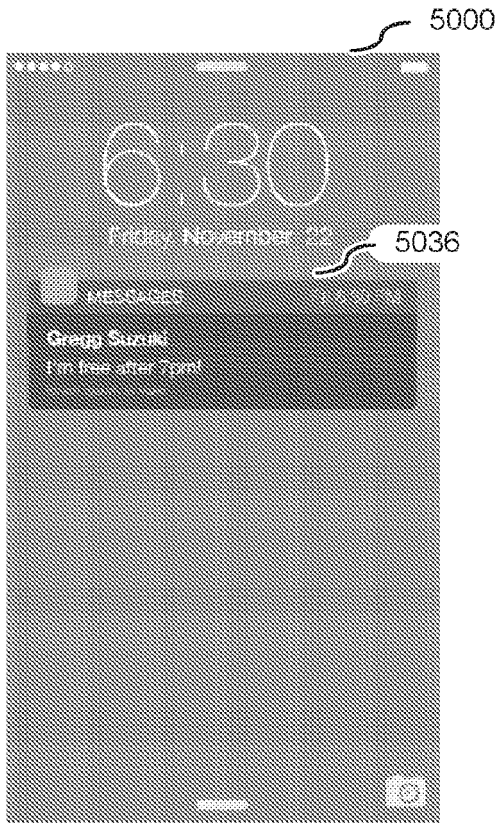 5000
6:30
Friday, November 22
5036
MESSAGES
Gregg Suzuki
I'm free after 7pm!